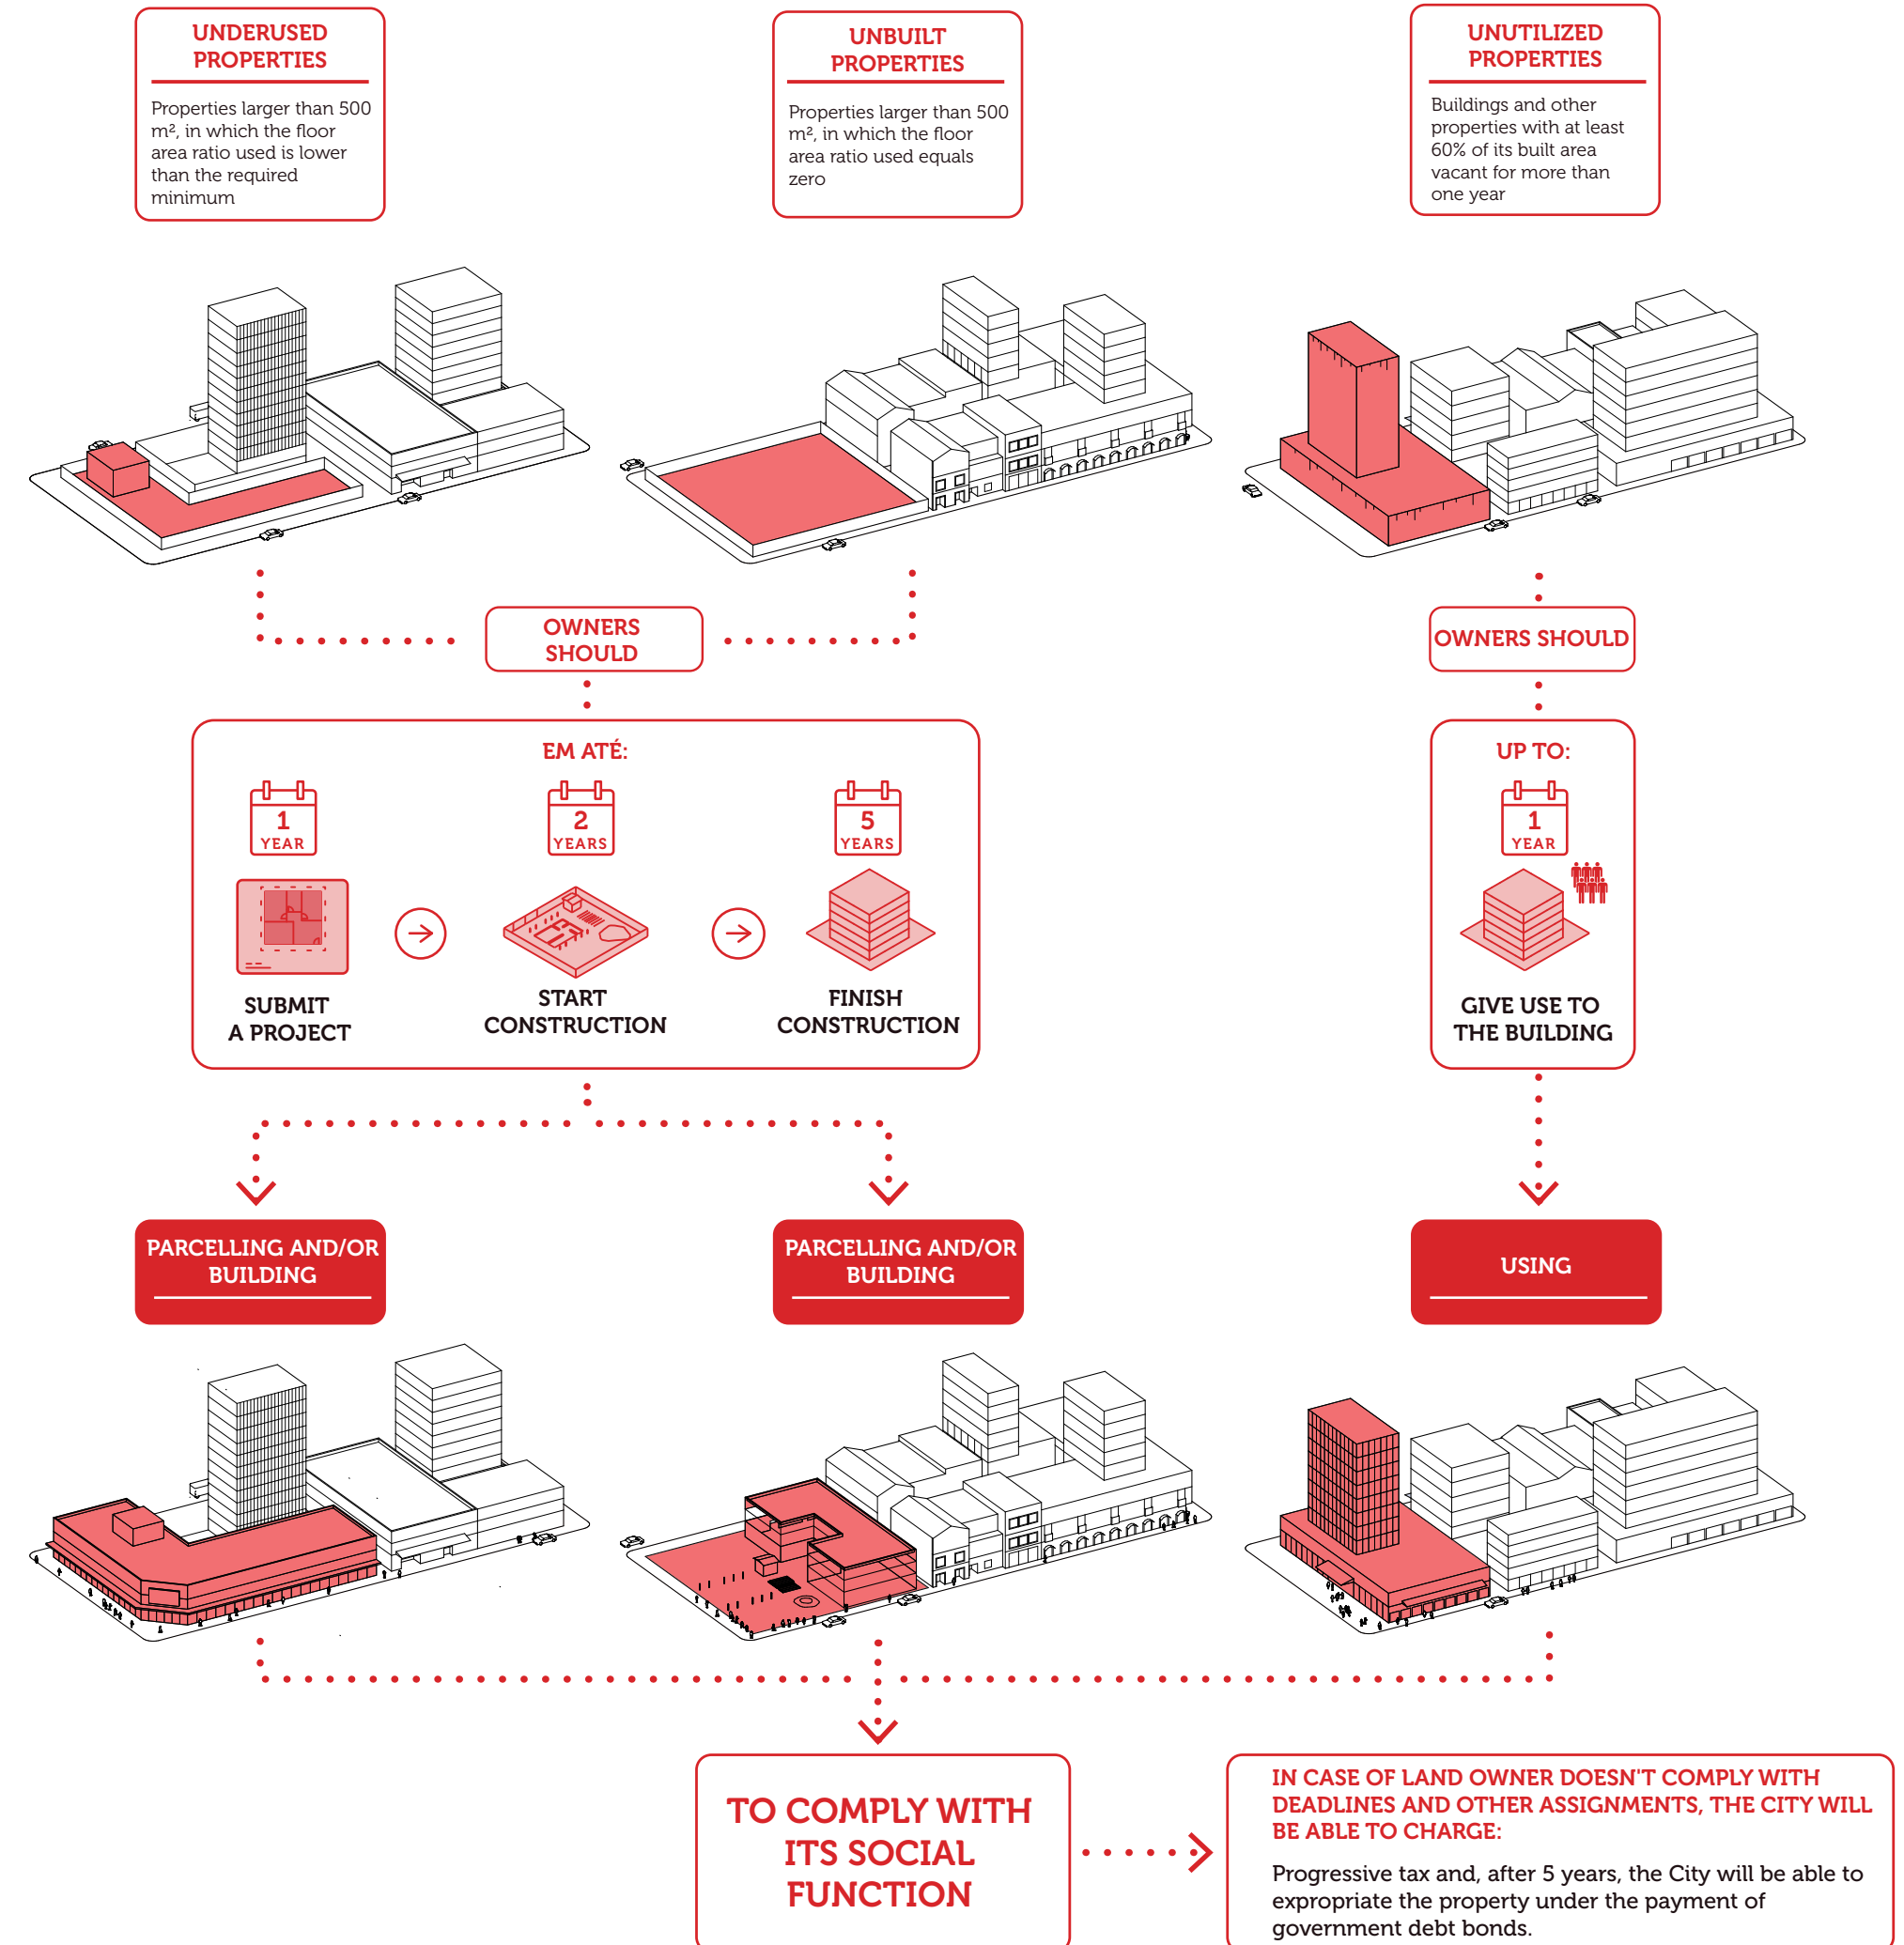 UNDERUSED
PROPERTIES
Properties larger than 500
m², in which the floor
area ratio used is lower
than the required
minimum
UNBUILT
PROPERTIES
Properties larger than 500
m², in which the floor
area ratio used equals
zero
UNUTILIZED
PROPERTIES
Buildings and other
properties with at least
60% of its built area
vacant for more than
one year
OWNERS
SHOULD
OWNERS SHOULD
EM ATÉ:
1
YEAR
2
YEARS
5
YEARS
SUBMIT
A PROJECT
START
CONSTRUCTION
FINISH
CONSTRUCTION
UP TO:
1
YEAR
GIVE USE TO
THE BUILDING
PARCELLING AND/OR
BUILDING
PARCELLING AND/OR
BUILDING
USING
TO COMPLY WITH
ITS SOCIAL
FUNCTION
IN CASE OF LAND OWNER DOESN'T COMPLY WITH
DEADLINES AND OTHER ASSIGNMENTS, THE CITY WILL
BE ABLE TO CHARGE:
Progressive tax and, after 5 years, the City will be able to
expropriate the property under the payment of
government debt bonds.